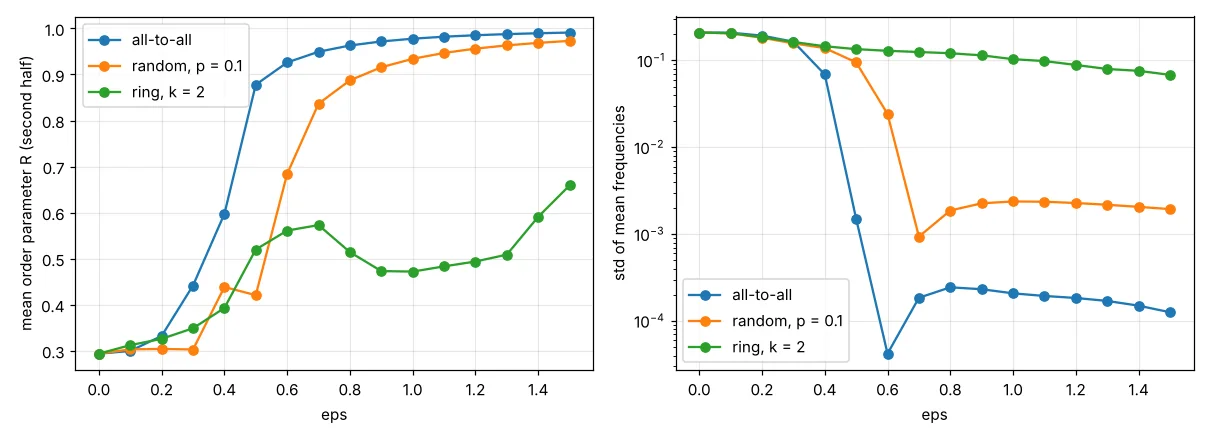 mean order parameter R (second half)
1.0
0.9
0.8
0.7
0.6
0.5
0.4
0.3
all-to-all
random, p = 0.1
ring, k = 2
0.0 0.2 0.4 0.6 0.8 1.0 1.2 1.4
eps
std of mean frequencies
10⁻¹
10⁻²
10⁻³
10⁻⁴
all-to-all
random, p = 0.1
ring, k = 2
0.0 0.2 0.4 0.6 0.8 1.0 1.2 1.4
eps